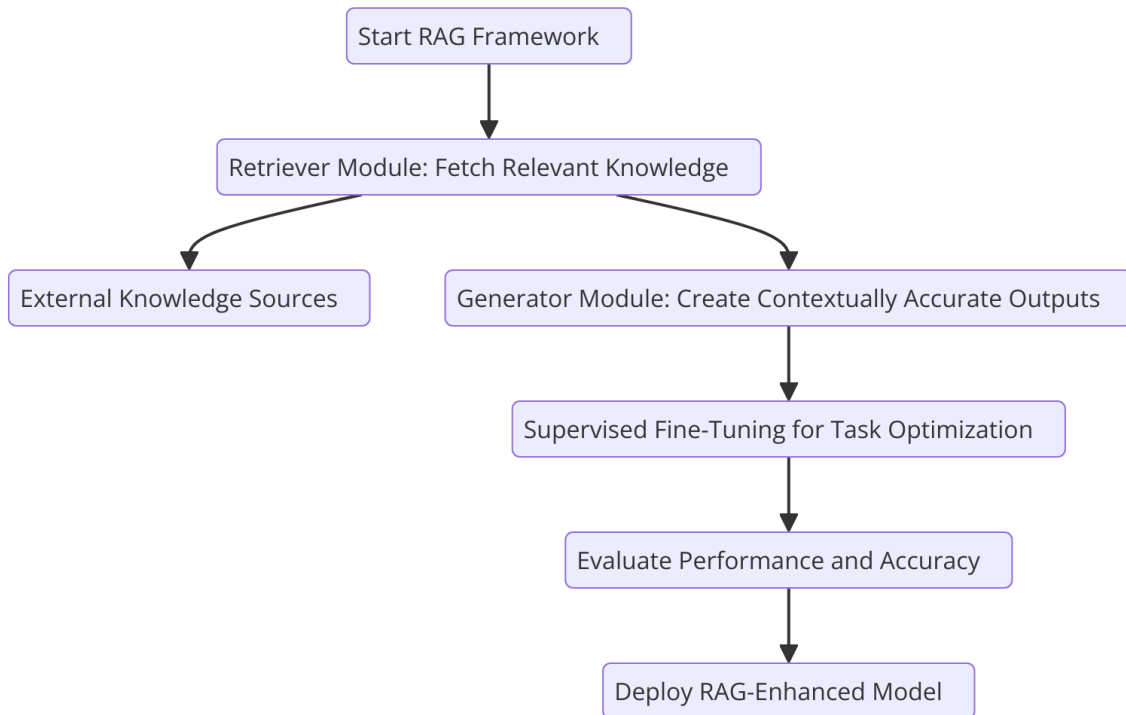 Start RAG Framework
Retriever Module: Fetch Relevant Knowledge
External Knowledge Sources
Generator Module: Create Contextually Accurate Outputs
Supervised Fine-Tuning for Task Optimization
Evaluate Performance and Accuracy
Deploy RAG-Enhanced Model